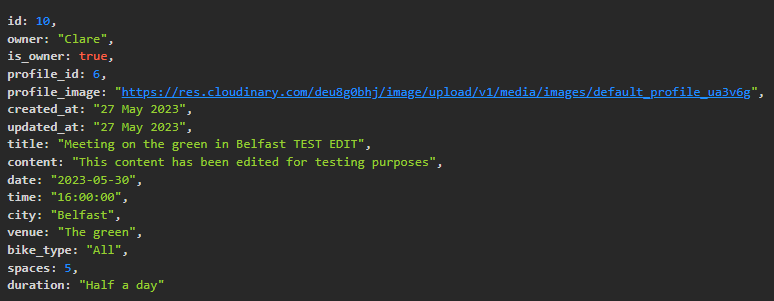 id: 10,
owner: "Clare",
is_owner: true,
profile_id: 6,
profile_image: "https://res.cloudinary.com/deu8g0bhj/image/upload/v1/media/images/default_profile_ua3v6g",
created_at: "27 May 2023",
updated_at: "27 May 2023",
title: "Meeting on the green in Belfast TEST EDIT",
content: "This content has been edited for testing purposes",
date: "2023-05-30",
time: "16:00:00",
city: "Belfast",
venue: "The green",
bike_type: "All",
spaces: 5,
duration: "Half a day"